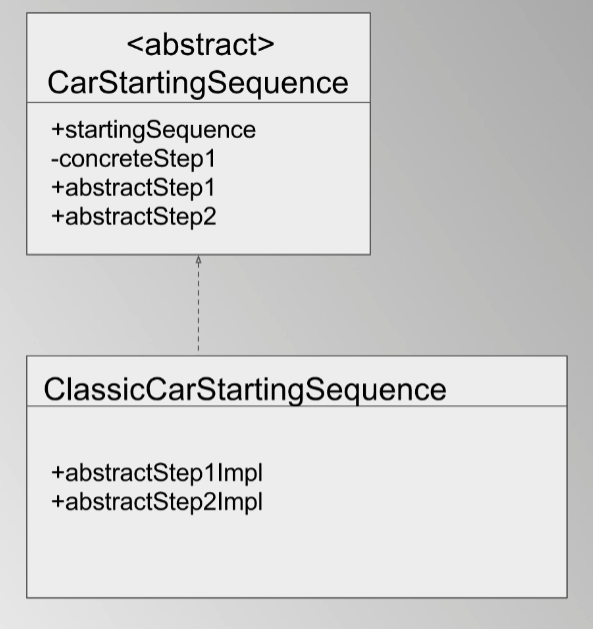 <abstract>
CarStartingSequence
+startingSequence
-concreteStep1
+abstractStep1
+abstractStep2
ClassicCarStartingSequence
+abstractStep1Impl
+abstractStep2Impl